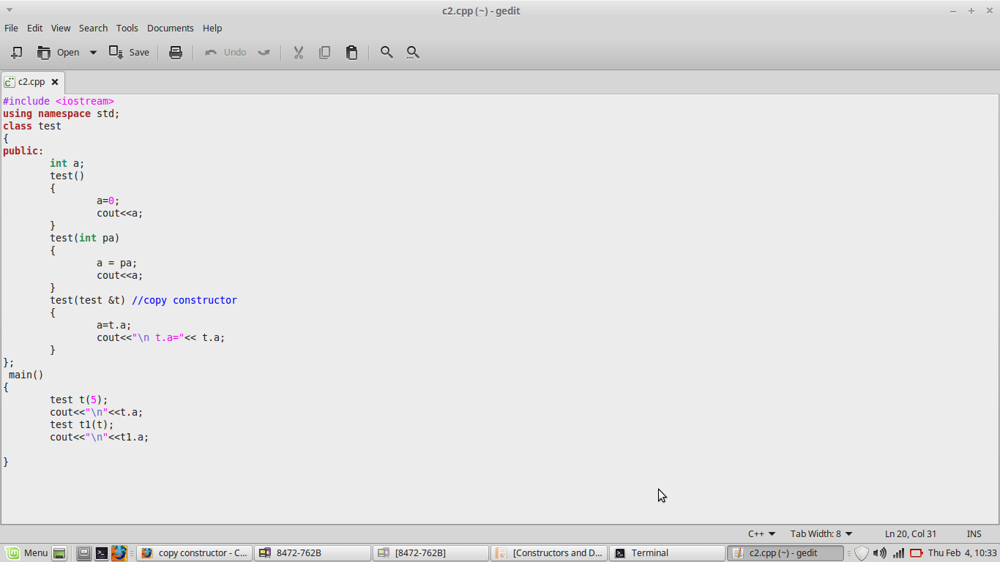 c2.cpp (~) - gedit
File Edit View Search Tools Documents Help
Open Save Undo
c2.cpp
#include <iostream>
using namespace std;
class test
{
public:
        int a;
        test()
        {
                a=0;
                cout<<a;
        }
        test(int pa)
        {
                a = pa;
                cout<<a;
        }
        test(test &t) //copy constructor
        {
                a=t.a;
                cout<<"\n t.a="<< t.a;
        }
};
 main()
{
        test t(5);
        cout<<"\n"<<t.a;
        test t1(t);
        cout<<"\n"<<t1.a;

}
C++ Tab Width: 8 Ln 20, Col 31 INS
Menu copy constructor - C... 8472-762B [8472-762B] [Constructors and D... Terminal c2.cpp (~) - gedit Thu Feb 4, 10:33